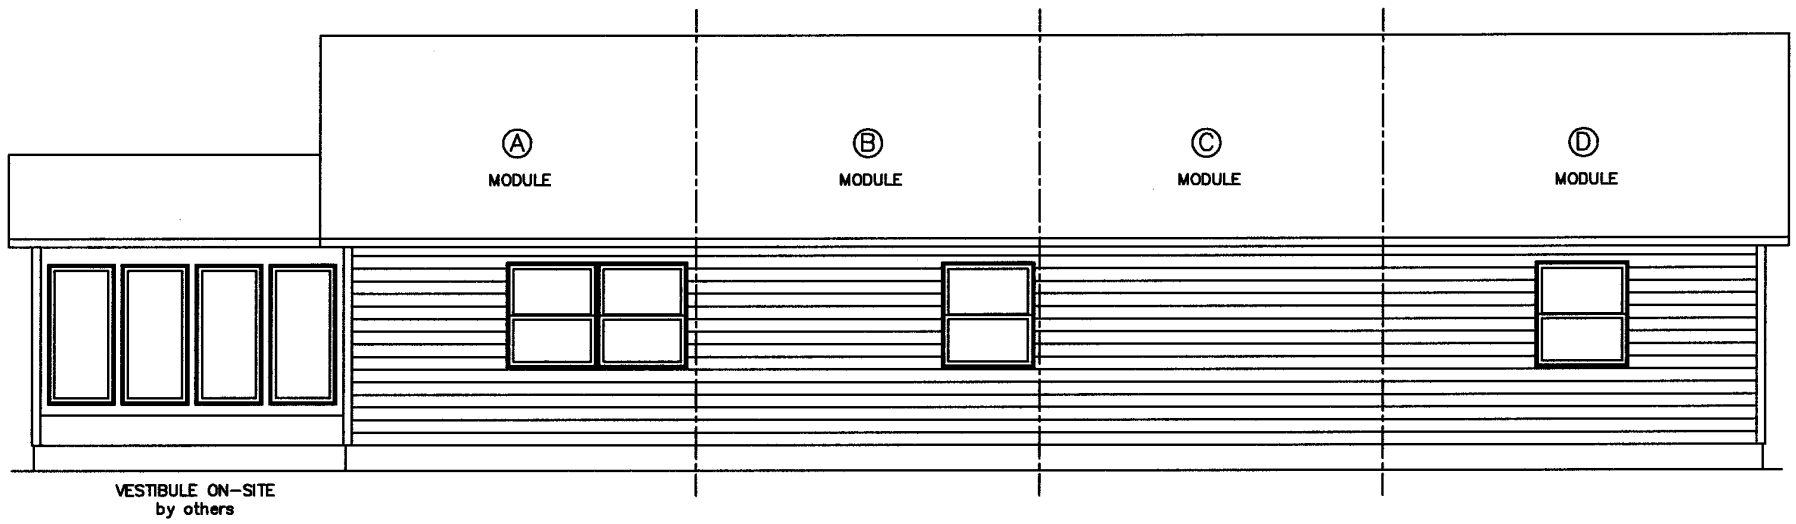 A
MODULE
B
MODULE
C
MODULE
D
MODULE
VESTIBULE ON-SITE
by others